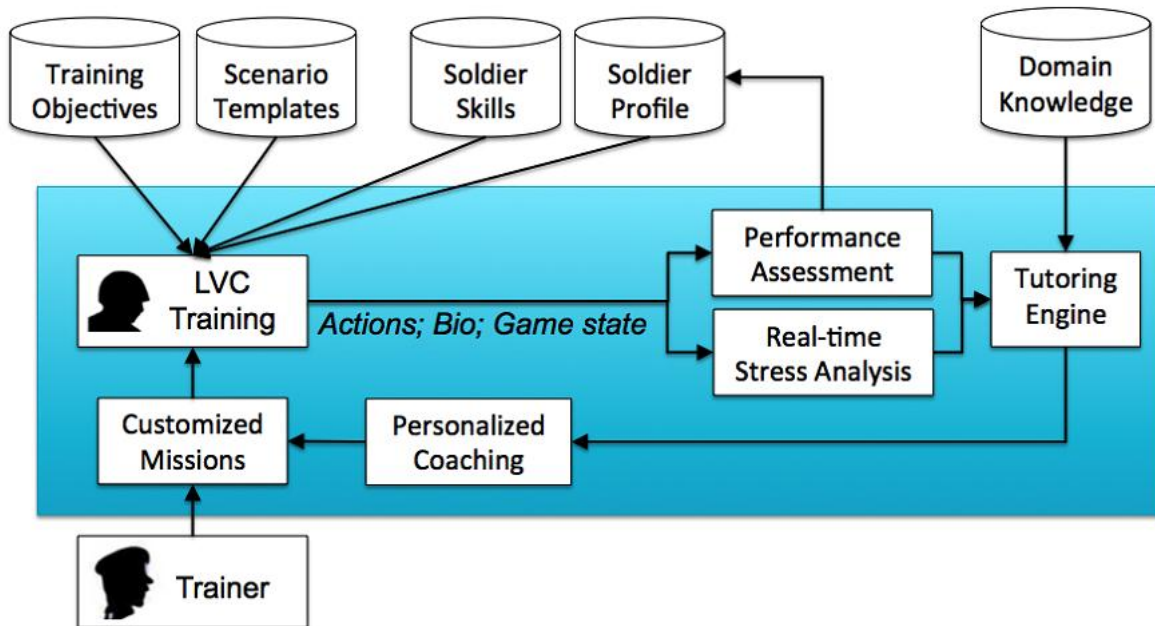 Training
Objectives
Scenario
Templates
Soldier
Skills
Soldier
Profile
Domain
Knowledge
LVC
Training
Actions; Bio; Game state
Performance
Assessment
Real-time
Stress Analysis
Tutoring
Engine
Customized
Missions
Personalized
Coaching
Trainer